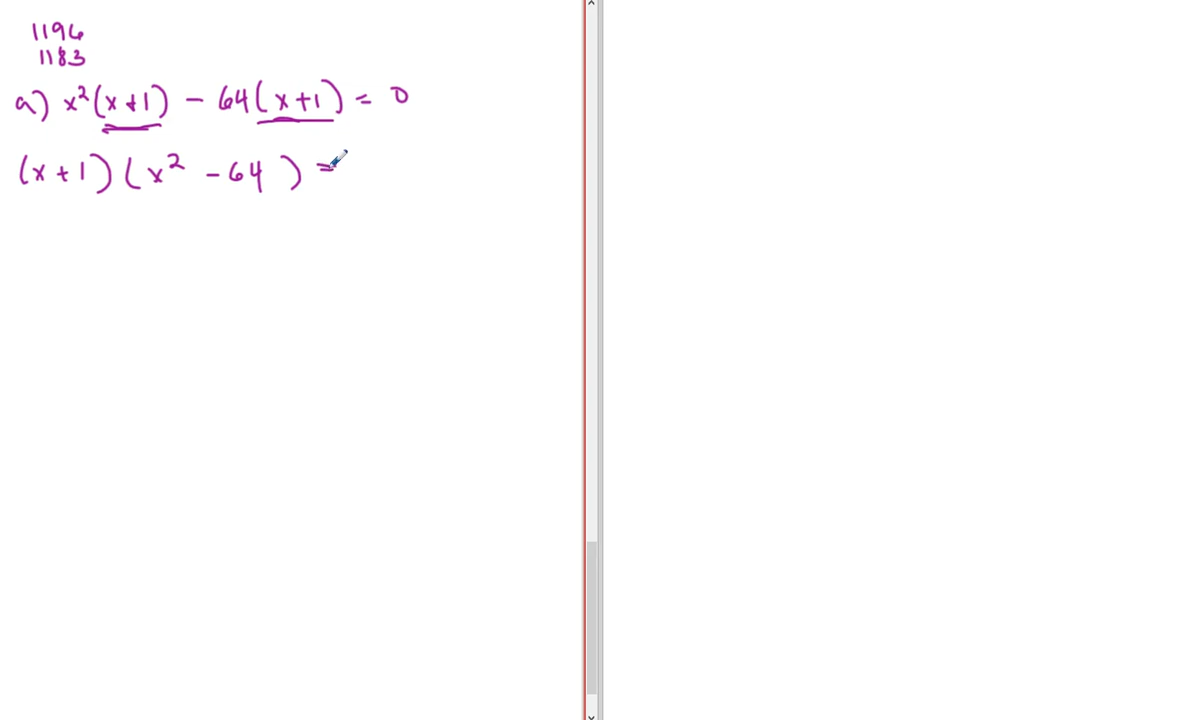 1196
1183
a) x²(x+1) - 64(x+1) = 0
(x+1)(x² - 64) =